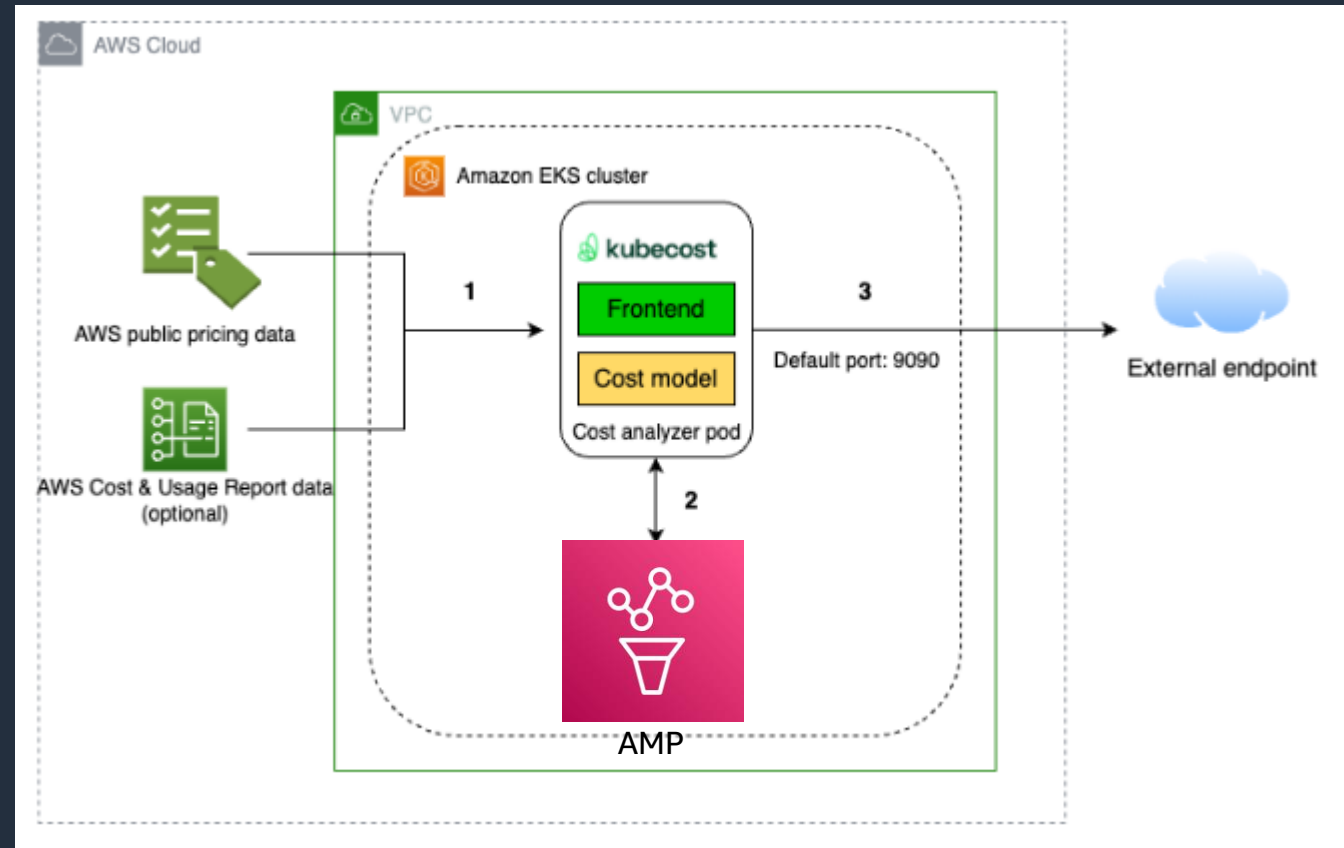 AWS Cloud
VPC
Amazon EKS cluster
kubecost
Frontend
Cost model
Cost analyzer pod
1
AWS public pricing data
AWS Cost & Usage Report data
(optional)
2
AMP
3
Default port: 9090
External endpoint